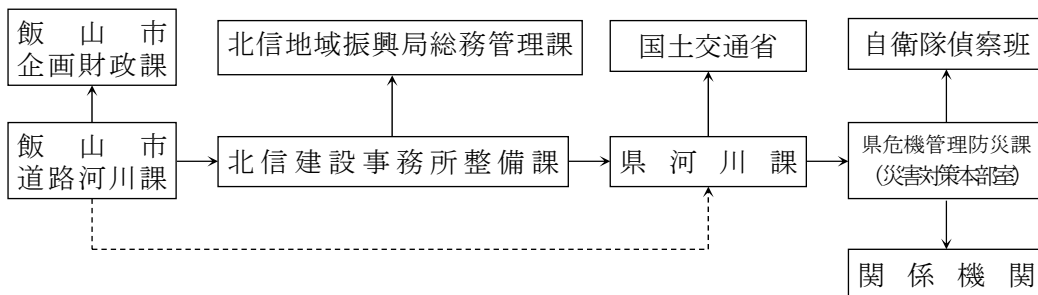 飯山市
企画財政課
北信地域振興局総務管理課
国土交通省
自衛隊偵察班
飯山市
道路河川課
北信建設事務所整備課
県河川課
県危機管理防災課
(災害対策本部室)
関係機関